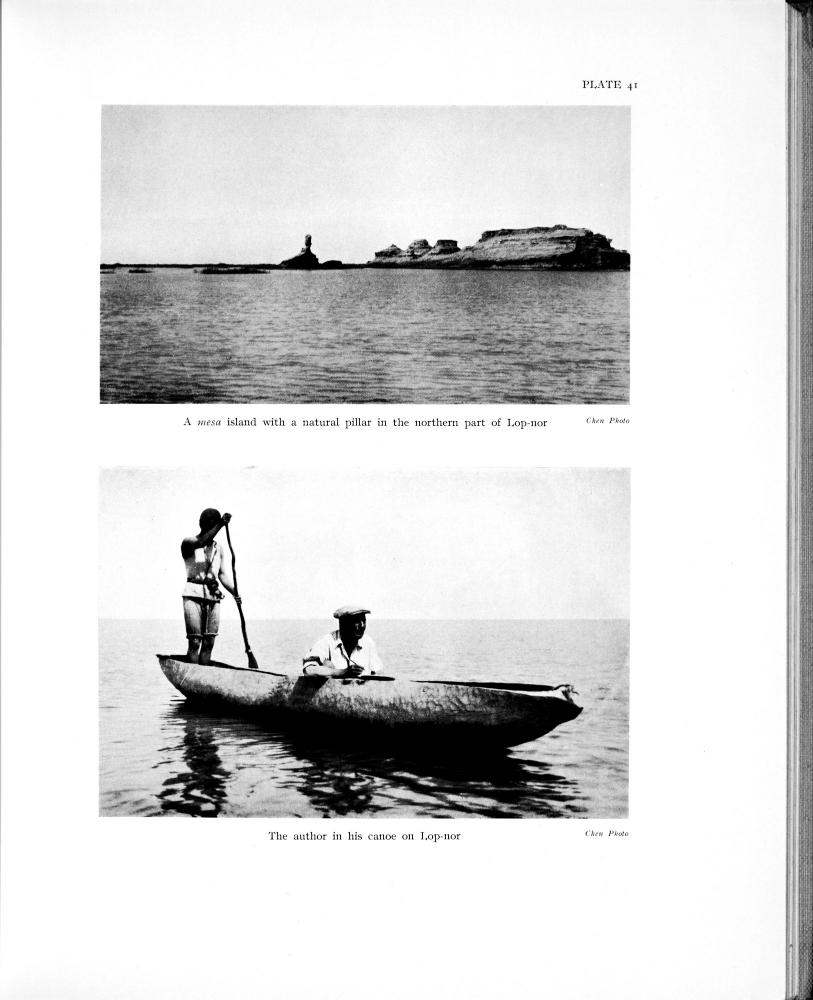 PLATE 41
A mesa island with a natural pillar in the northern part of Lop-nor
Chen Photo
The author in his canoe on Lop-nor
Chen Photo